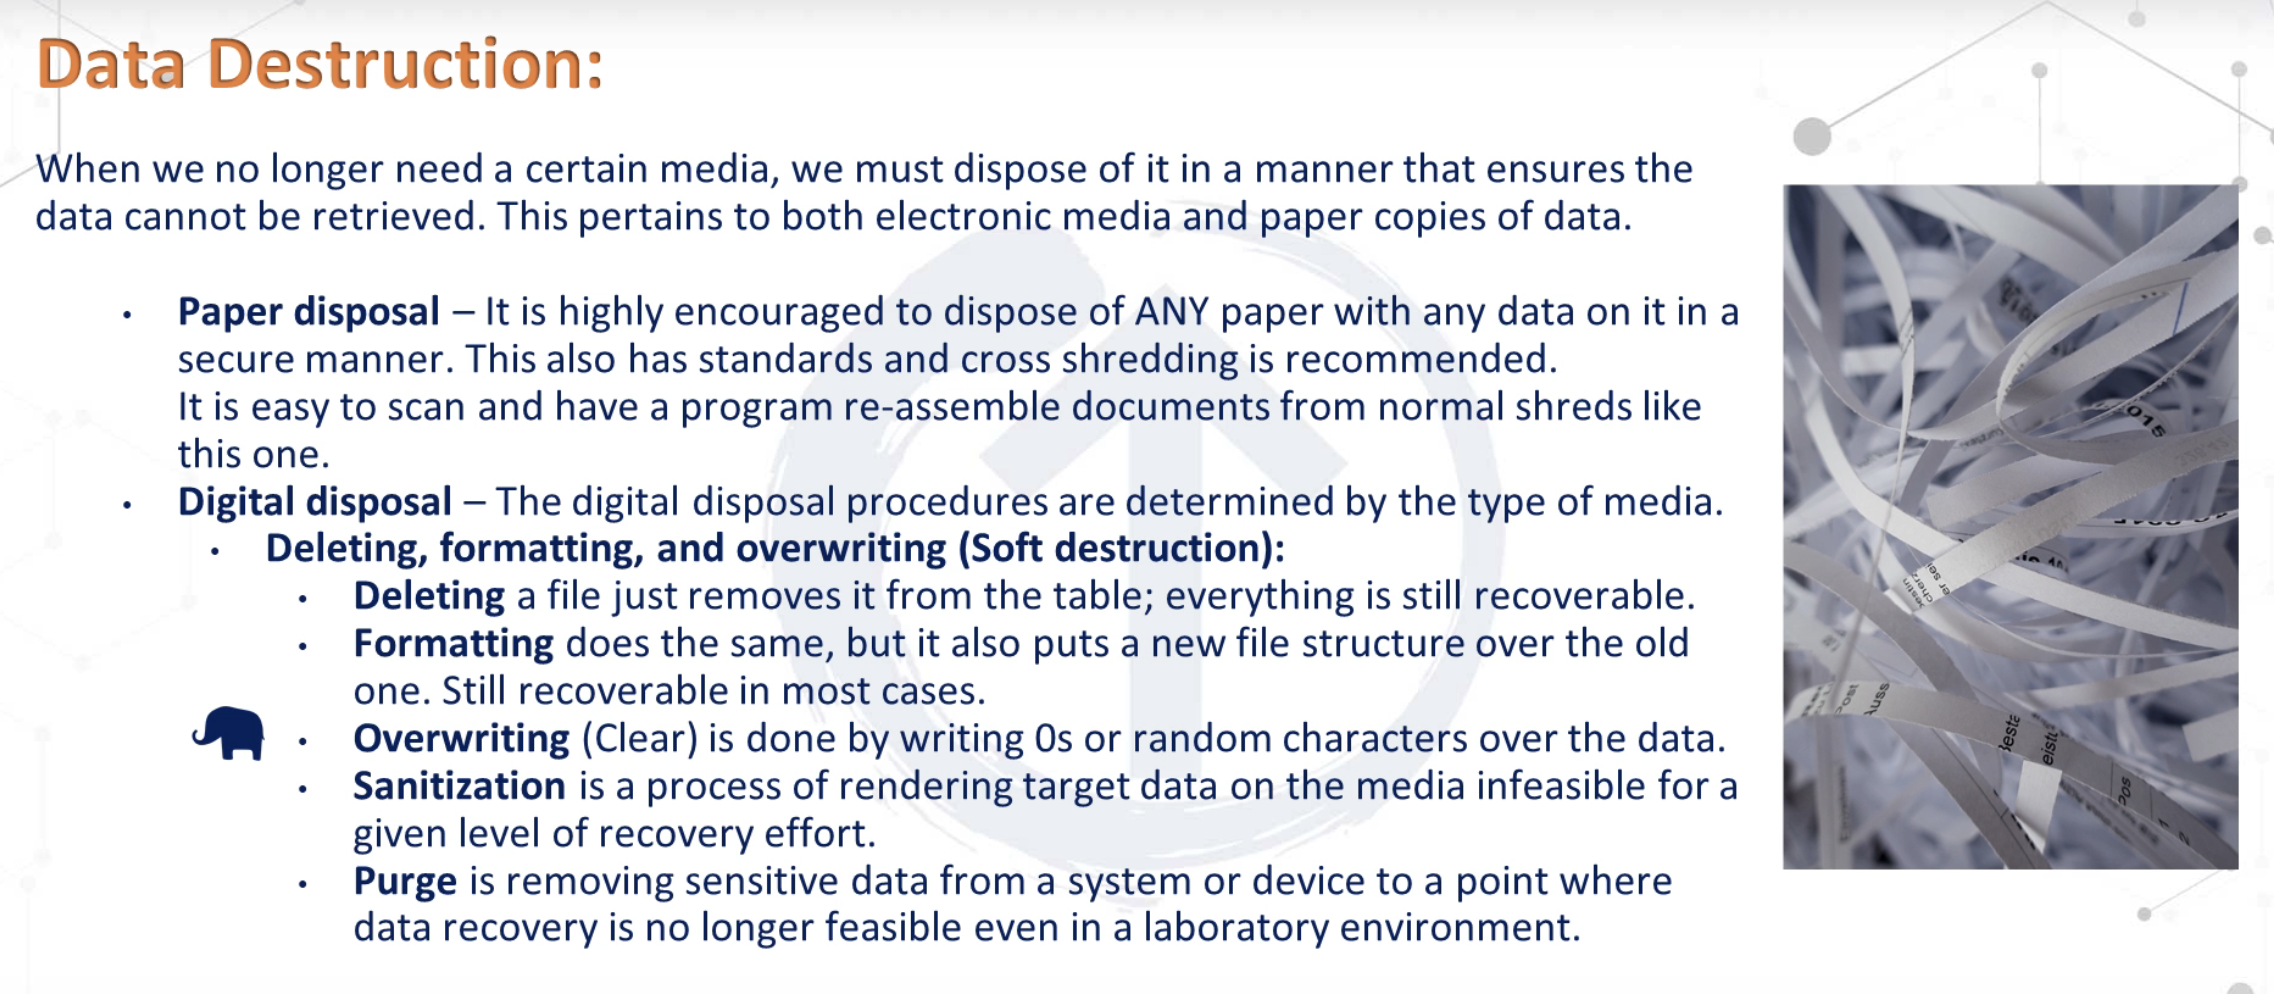 Data Destruction:
When we no longer need a certain media, we must dispose of it in a manner that ensures the
data cannot be retrieved. This pertains to both electronic media and paper copies of data.
• Paper disposal – It is highly encouraged to dispose of ANY paper with any data on it in a
secure manner. This also has standards and cross shredding is recommended.
It is easy to scan and have a program re-assemble documents from normal shreds like
this one.
• Digital disposal – The digital disposal procedures are determined by the type of media.
• Deleting, formatting, and overwriting (Soft destruction):
• Deleting a file just removes it from the table; everything is still recoverable.
• Formatting does the same, but it also puts a new file structure over the old
one. Still recoverable in most cases.
• Overwriting (Clear) is done by writing 0s or random characters over the data.
• Sanitization is a process of rendering target data on the media infeasible for a
given level of recovery effort.
• Purge is removing sensitive data from a system or device to a point where
data recovery is no longer feasible even in a laboratory environment.